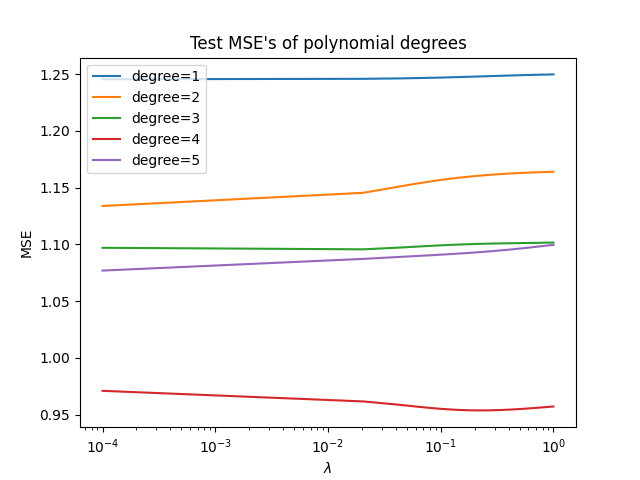 Test MSE's of polynomial degrees
degree=1
degree=2
degree=3
degree=4
degree=5
MSE
1.25
1.20
1.15
1.10
1.05
1.00
0.95
10⁻⁴
10⁻³
10⁻²
10⁻¹
10⁰
λ